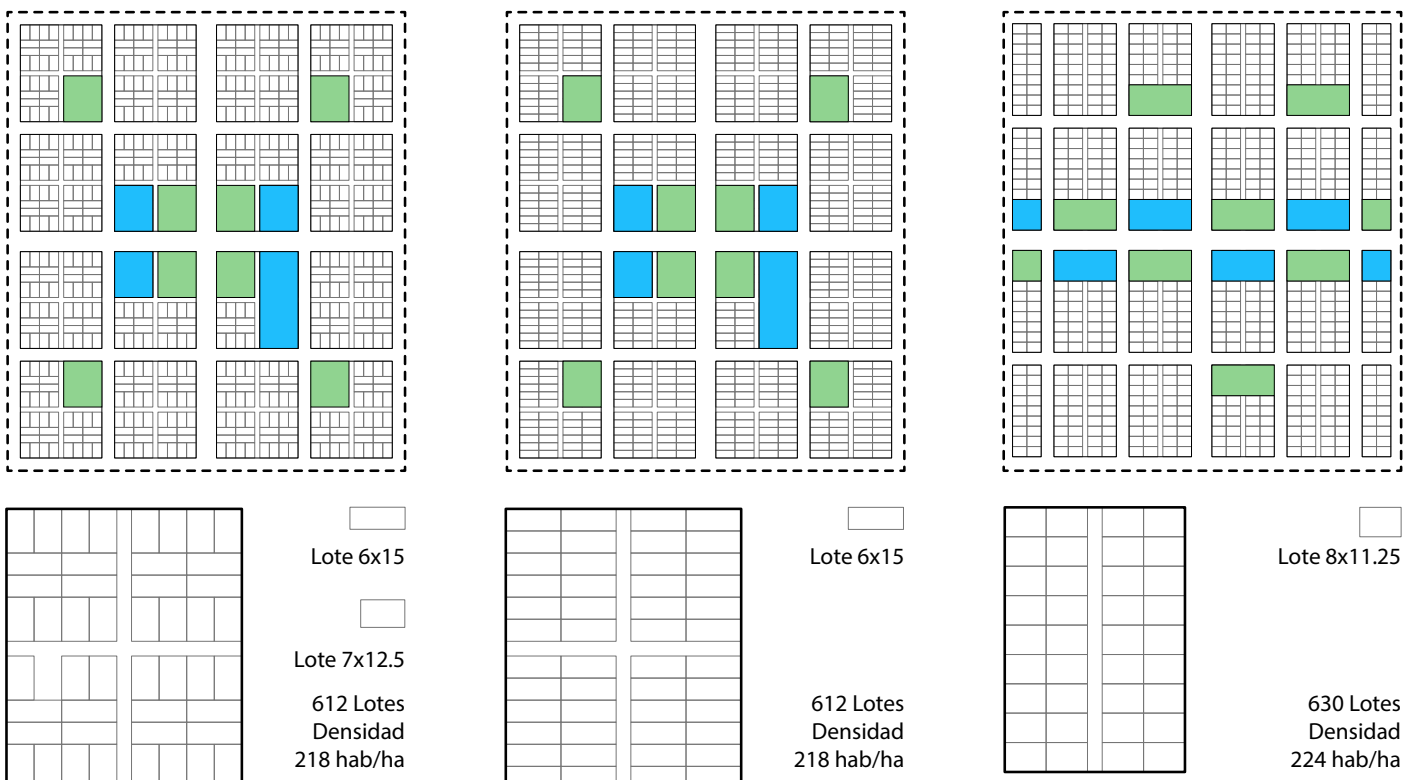 Lote 6x15
Lote 7x12.5
612 Lotes
Densidad
218 hab/ha
Lote 6x15
612 Lotes
Densidad
218 hab/ha
Lote 8x11.25
630 Lotes
Densidad
224 hab/ha